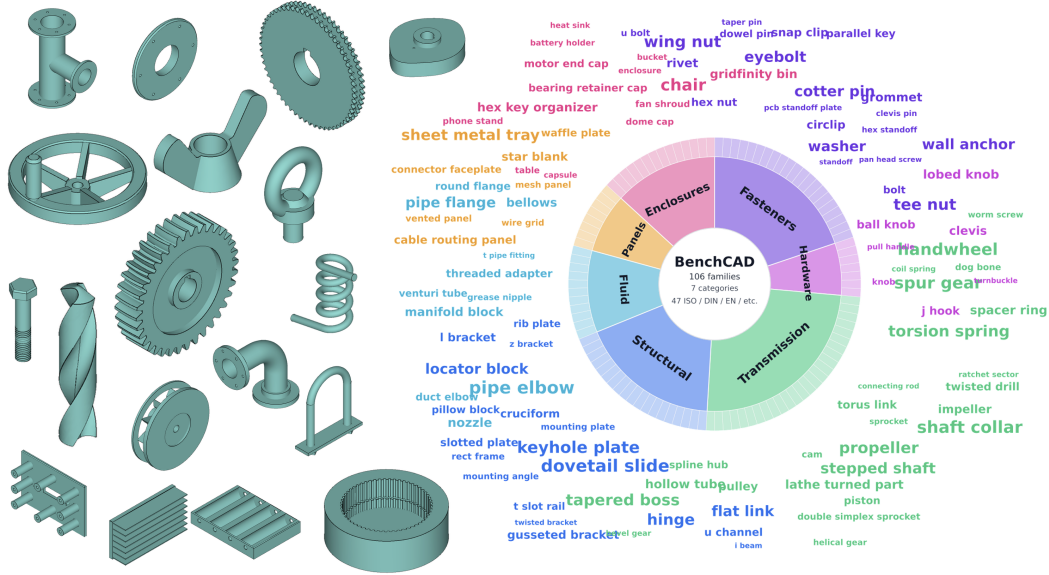 taper pin
heat sink
u bolt
dowel pin
snap clip
parallel key
battery holder
wing nut
eyebolt
bucket
motor end cap
rivet
enclosure
gridfinity bin
bearing retainer cap
chair
cotter pin
grommet
hex key organizer
fan shroud
hex nut
pcb standoff plate
clevis pin
phone stand
dome cap
circlip
hex standoff
sheet metal tray
waffle plate
washer
wall anchor
star blank
standoff
pan head screw
connector faceplate
table
capsule
lobed knob
round flange
mesh panel
bolt
pipe flange
bellows
tee nut
vented panel
wire grid
ball knob
worm screw
clevis
cable routing panel
pull handle
handwheel
t pipe fitting
coil spring
dog bone
threaded adapter
knob
spur gear
turnbuckle
venturi tube
grease nipple
manifold block
j hook
spacer ring
rib plate
torsion spring
l bracket
z bracket
Enclosures
Fasteners
Panels
Hardware
Fluid
Structural
Transmission
BenchCAD
106 families
7 categories
47 ISO / DIN / EN / etc.
locator block
ratchet sector
pipe elbow
connecting rod
twisted drill
duct elbow
torus link
impeller
pillow block
cruciform
nozzle
sprocket
mounting plate
shaft collar
slotted plate
keyhole plate
propeller
rect frame
cam
dovetail slide
spline hub
stepped shaft
mounting angle
hollow tube
pulley
lathe turned part
tapered boss
piston
t slot rail
flat link
twisted bracket
hinge
double simplex sprocket
gusseted bracket
bevel gear
u channel
i beam
helical gear